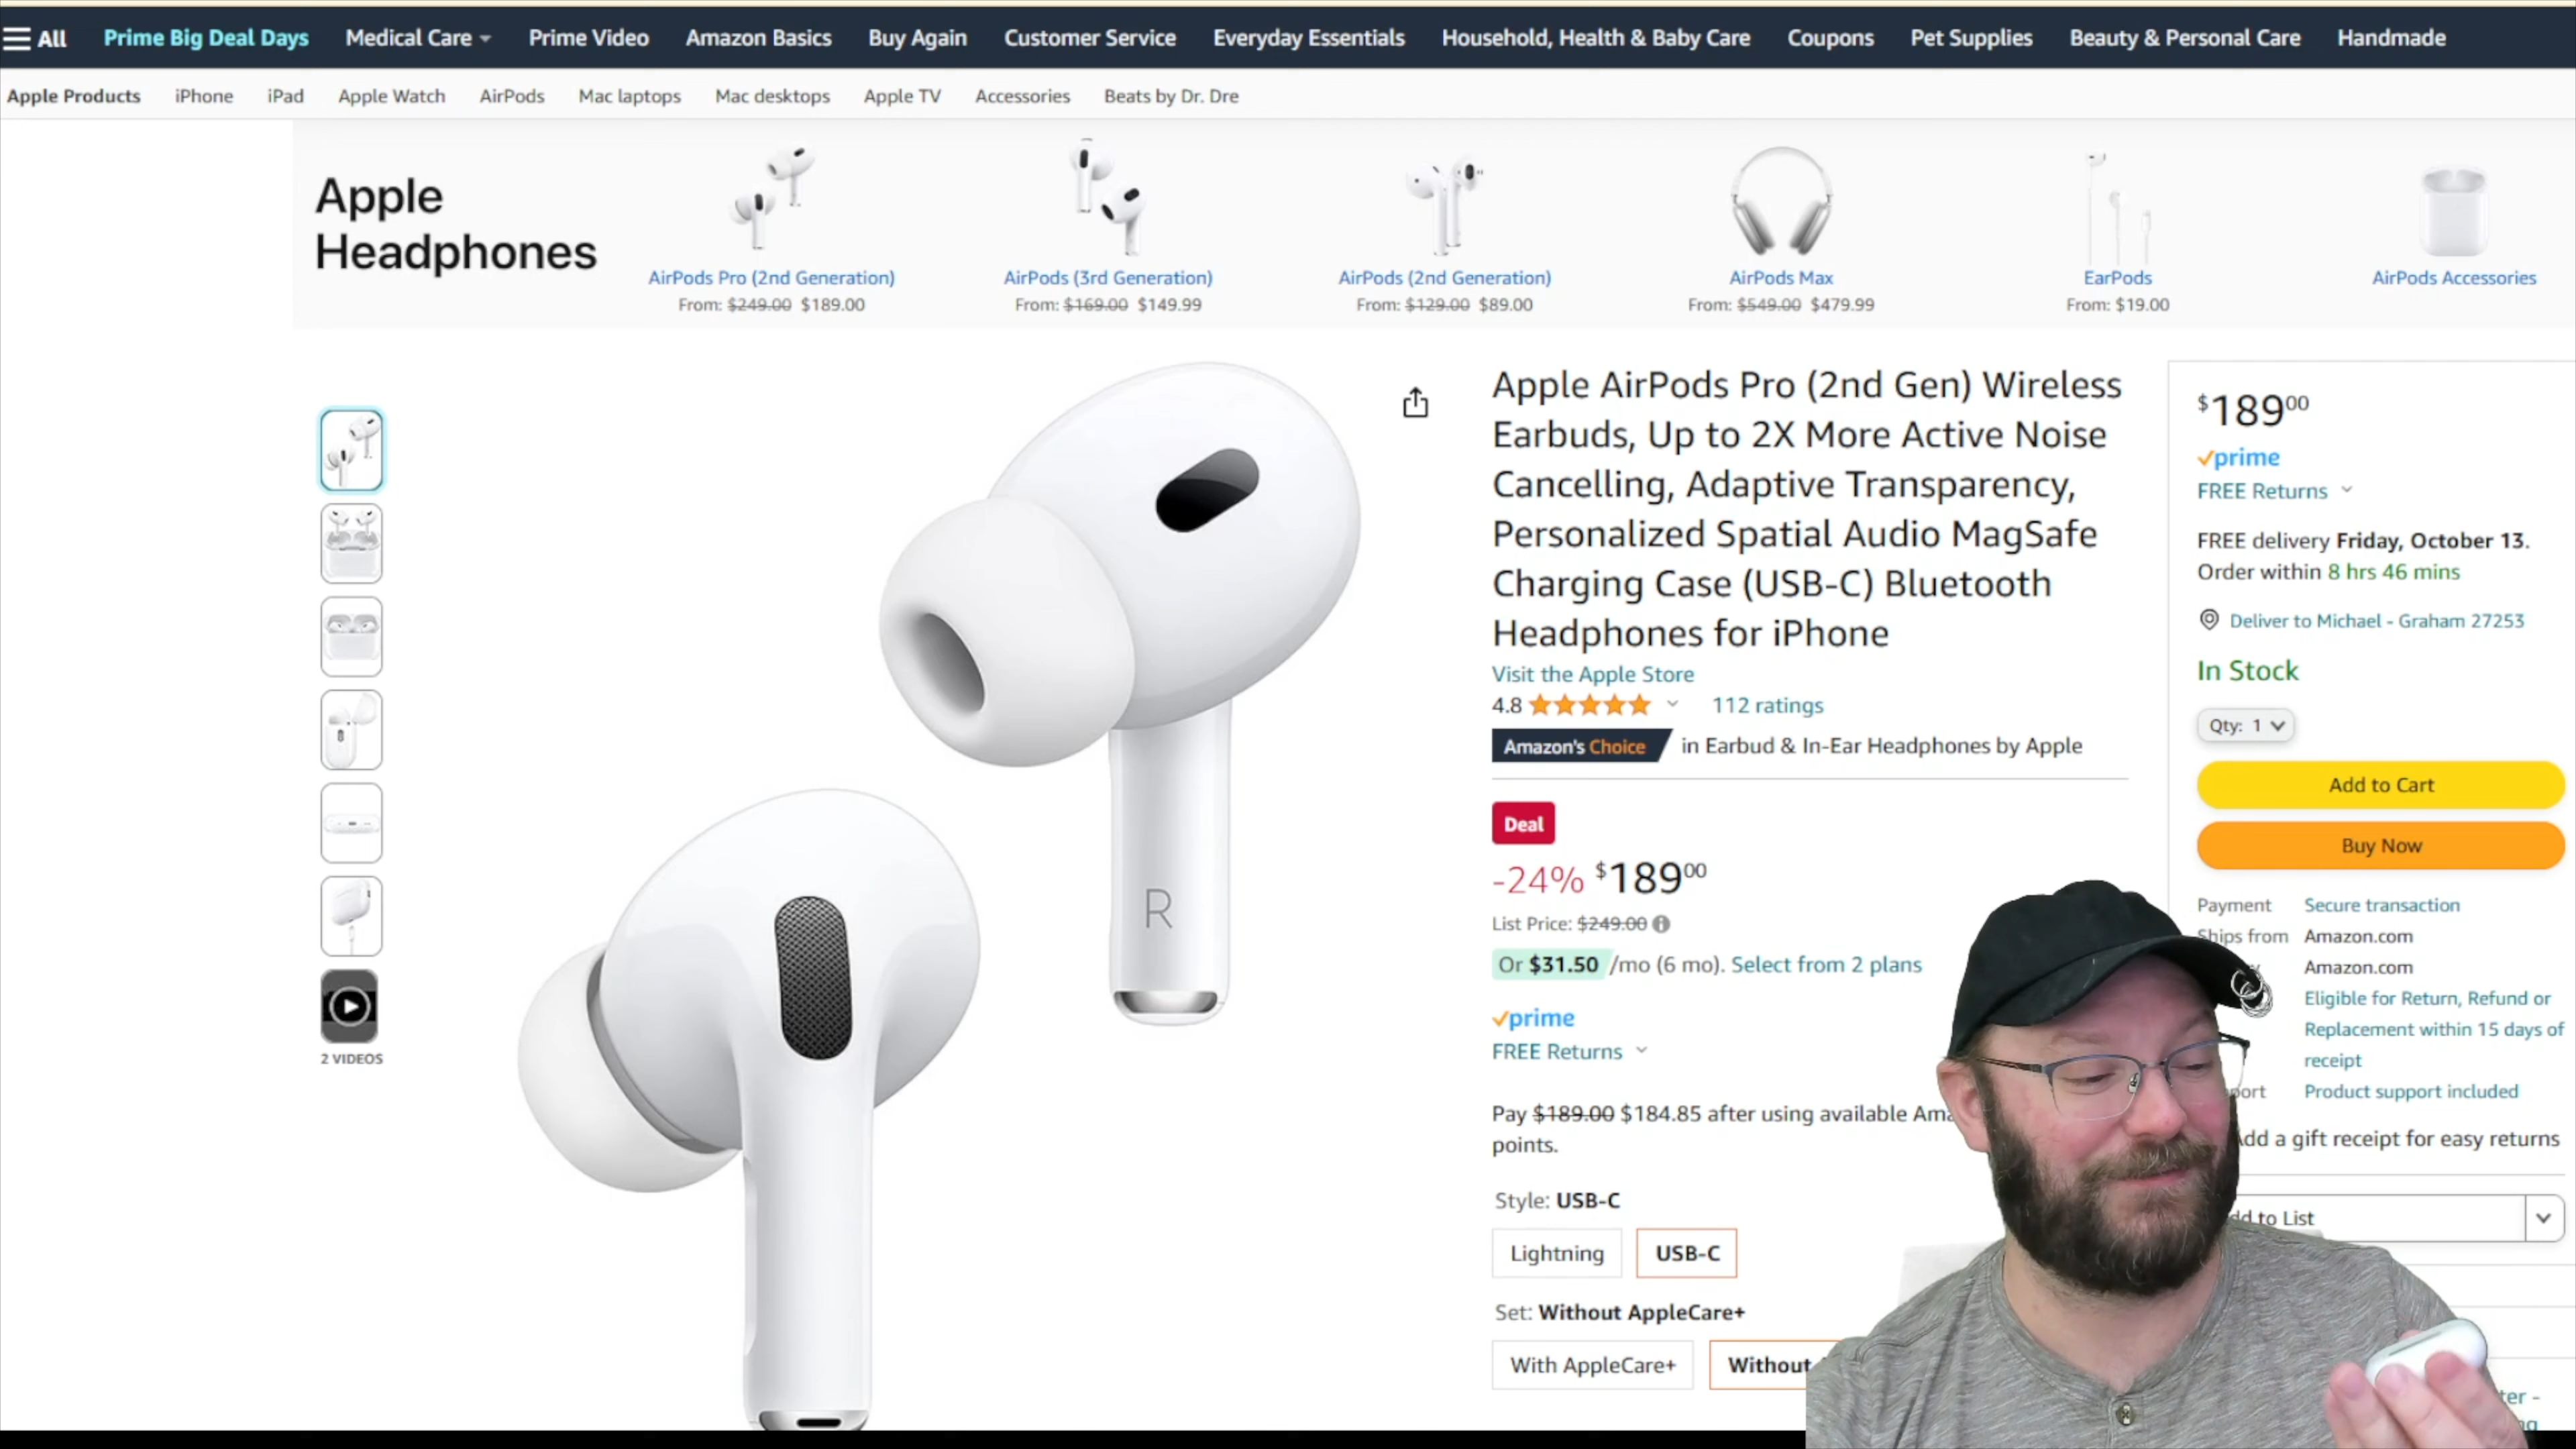 All Prime Big Deal Days Medical Care Prime Video Amazon Basics Buy Again Customer Service Everyday Essentials Household, Health & Baby Care Coupons Pet Supplies Beauty & Personal Care Handmade
Apple Products iPhone iPad Apple Watch AirPods Mac laptops Mac desktops Apple TV Accessories Beats by Dr. Dre
Apple
Headphones
AirPods Pro (2nd Generation)
From: $249.00 $189.00
AirPods (3rd Generation)
From: $169.00 $149.99
AirPods (2nd Generation)
From: $129.00 $89.00
AirPods Max
From: $549.00 $479.99
EarPods
From: $19.00
AirPods Accessories
2 VIDEOS
R
Apple AirPods Pro (2nd Gen) Wireless
Earbuds, Up to 2X More Active Noise
Cancelling, Adaptive Transparency,
Personalized Spatial Audio MagSafe
Charging Case (USB-C) Bluetooth
Headphones for iPhone
Visit the Apple Store
4.8 112 ratings
Amazon's Choice in Earbud & In-Ear Headphones by Apple
Deal
-24% $18900
List Price: $249.00
Or $31.50 /mo (6 mo). Select from 2 plans
prime
FREE Returns
Pay $189.00 $184.85 after using available
points.
Style: USB-C
Lightning USB-C
Set: Without AppleCare+
With AppleCare+ Without
$18900
prime
FREE Returns
FREE delivery Friday, October 13.
Order within 8 hrs 46 mins
Deliver to Michael - Graham 27253
In Stock
Qty: 1
Add to Cart
Buy Now
Payment Secure transaction
Ships from Amazon.com
Amazon.com
Eligible for Return, Refund or
Replacement within 15 days of
receipt
Product support included
Add a gift receipt for easy returns
to List